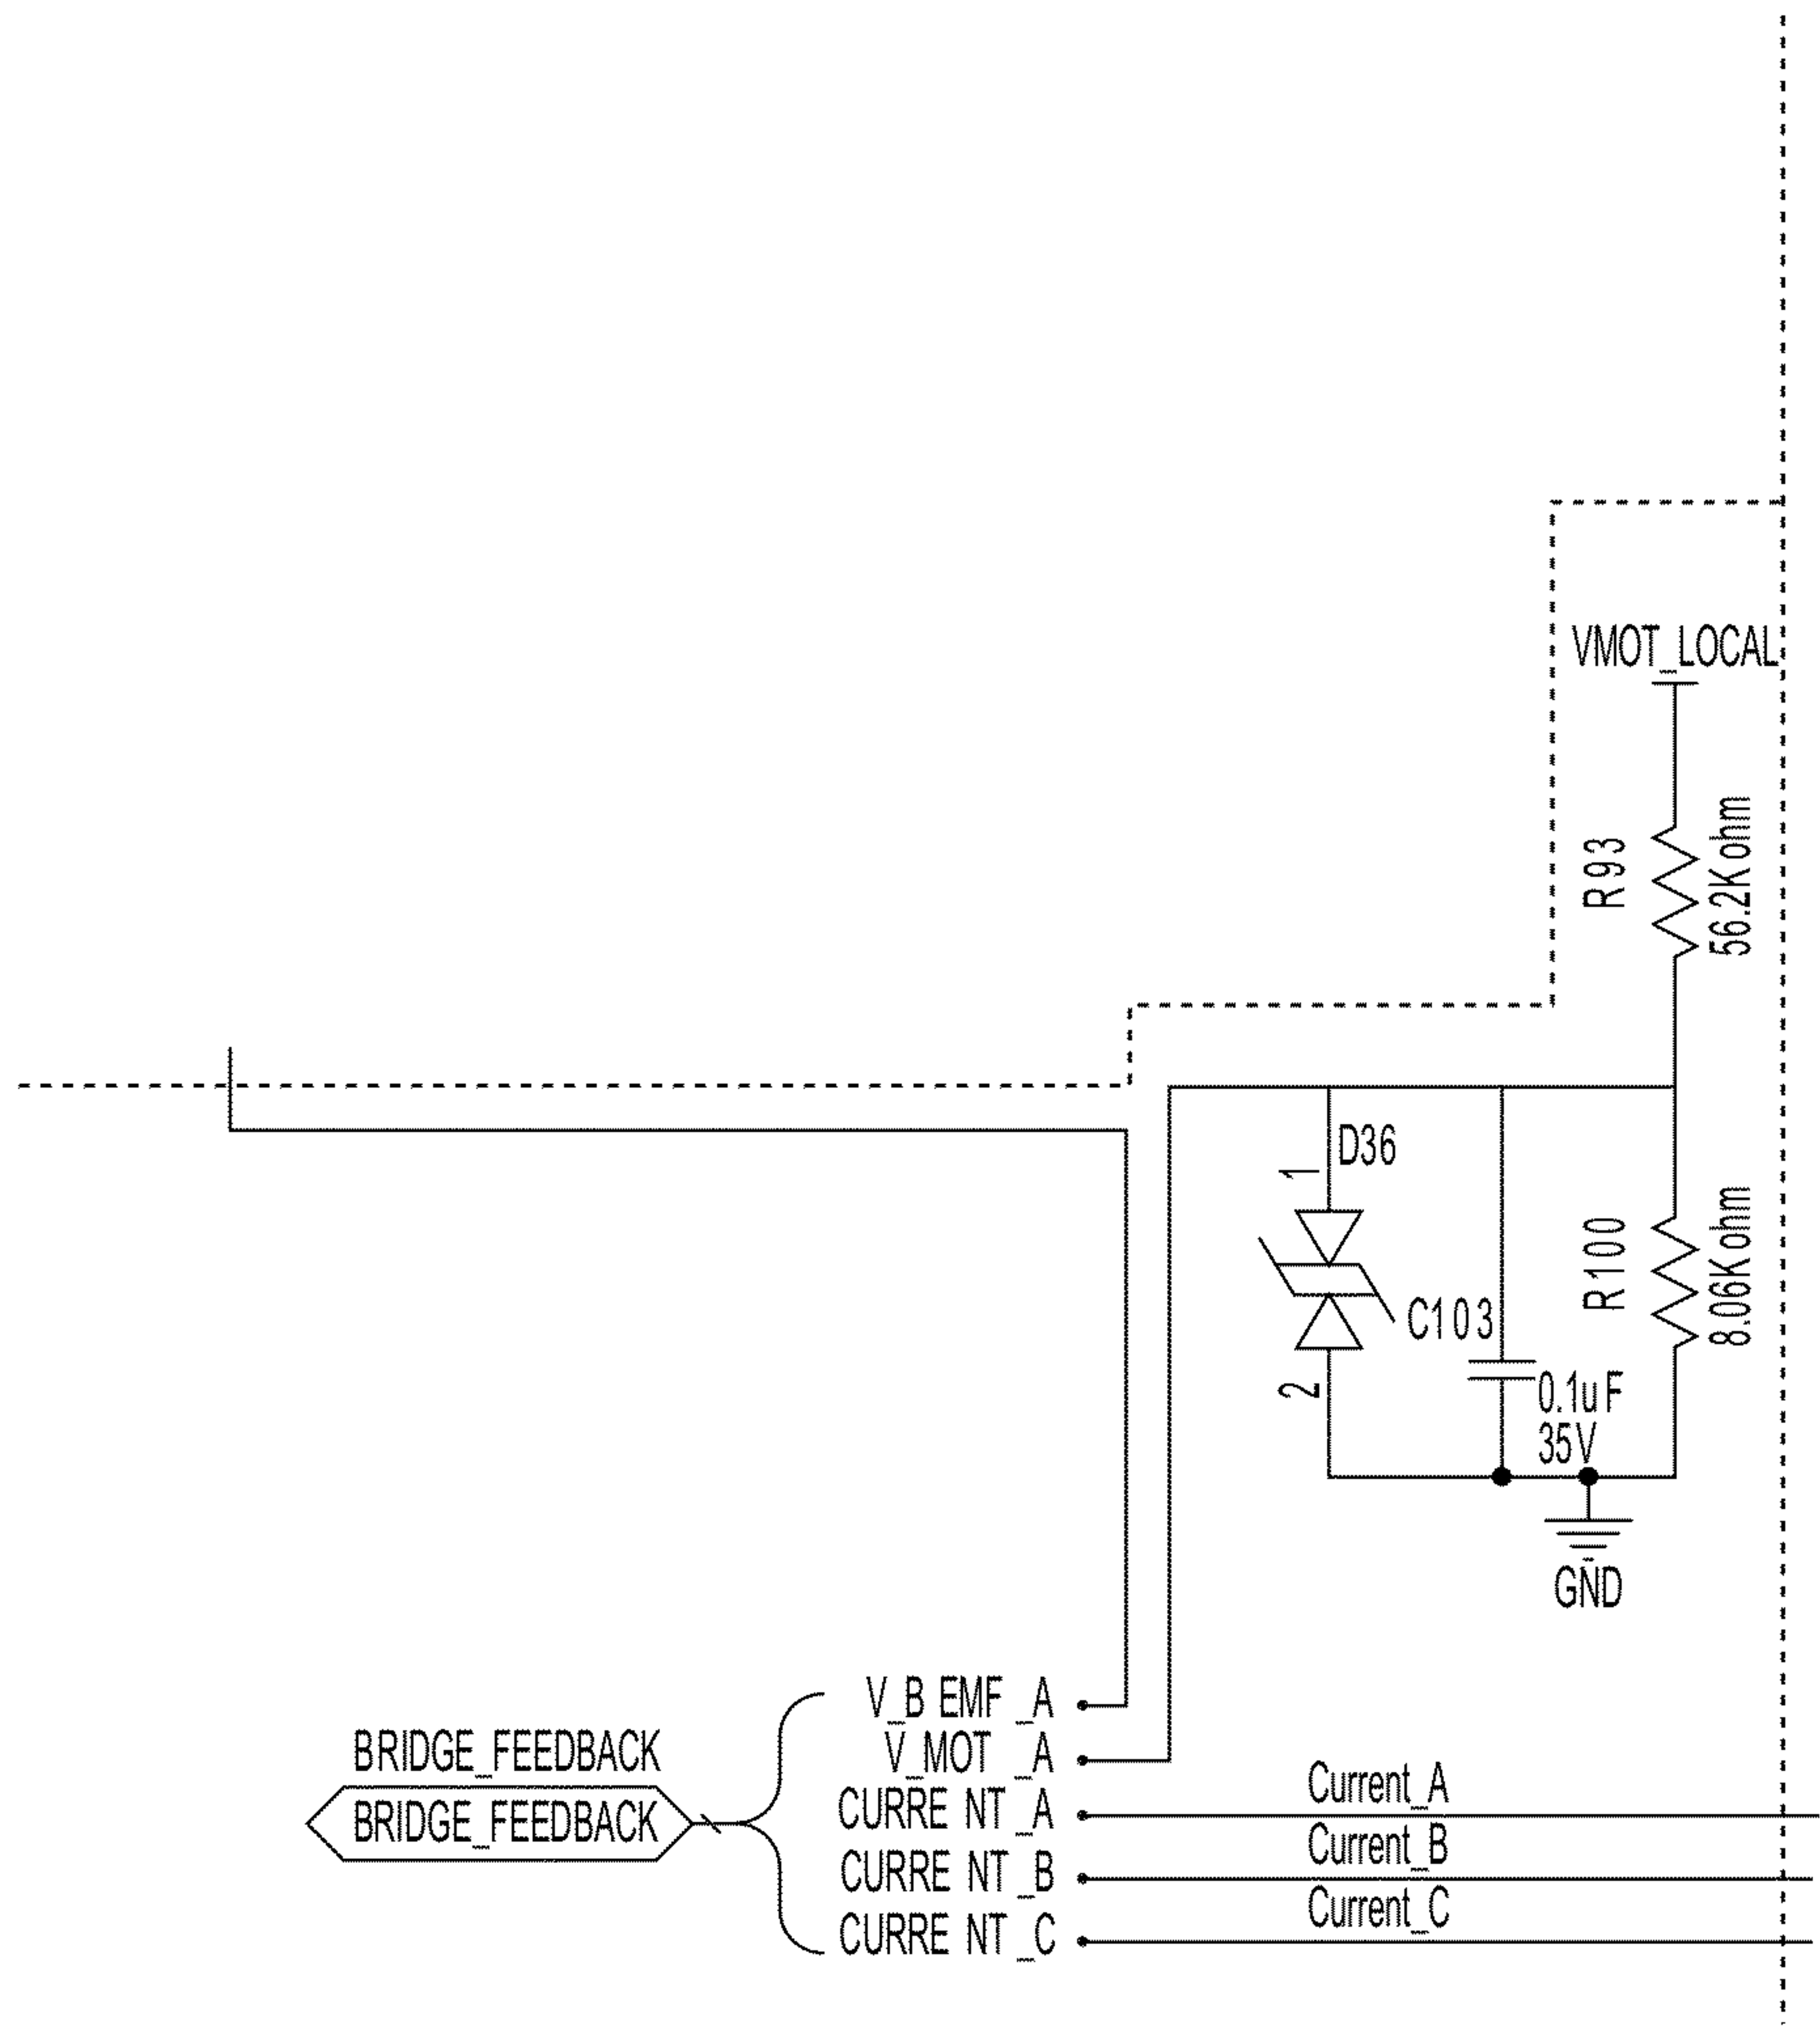 VMOT_LOCAL
R93
56.2Kohm
D36
1
R100
8.06Kohm
C103
2
0.1uF
35V
GND
V_B EMF _A
BRIDGE_FEEDBACK
V_MOT _A
Current_A
BRIDGE_FEEDBACK
CURRE NT _A
Current_B
CURRE NT _B
Current_C
CURRE NT _C